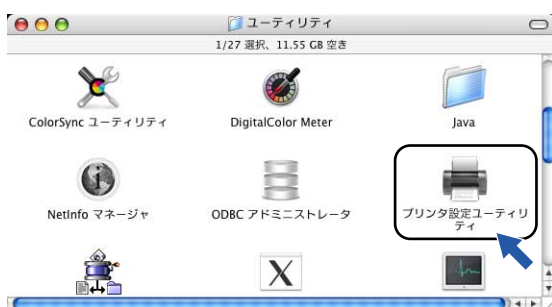 ユーティリティ
1/27 選択、11.55 GB 空き
ColorSync ユーティリティ
DigitalColor Meter
Java
NetInfo マネージャ
ODBC アドミニストレータ
プリンタ設定ユーティリ
ティ